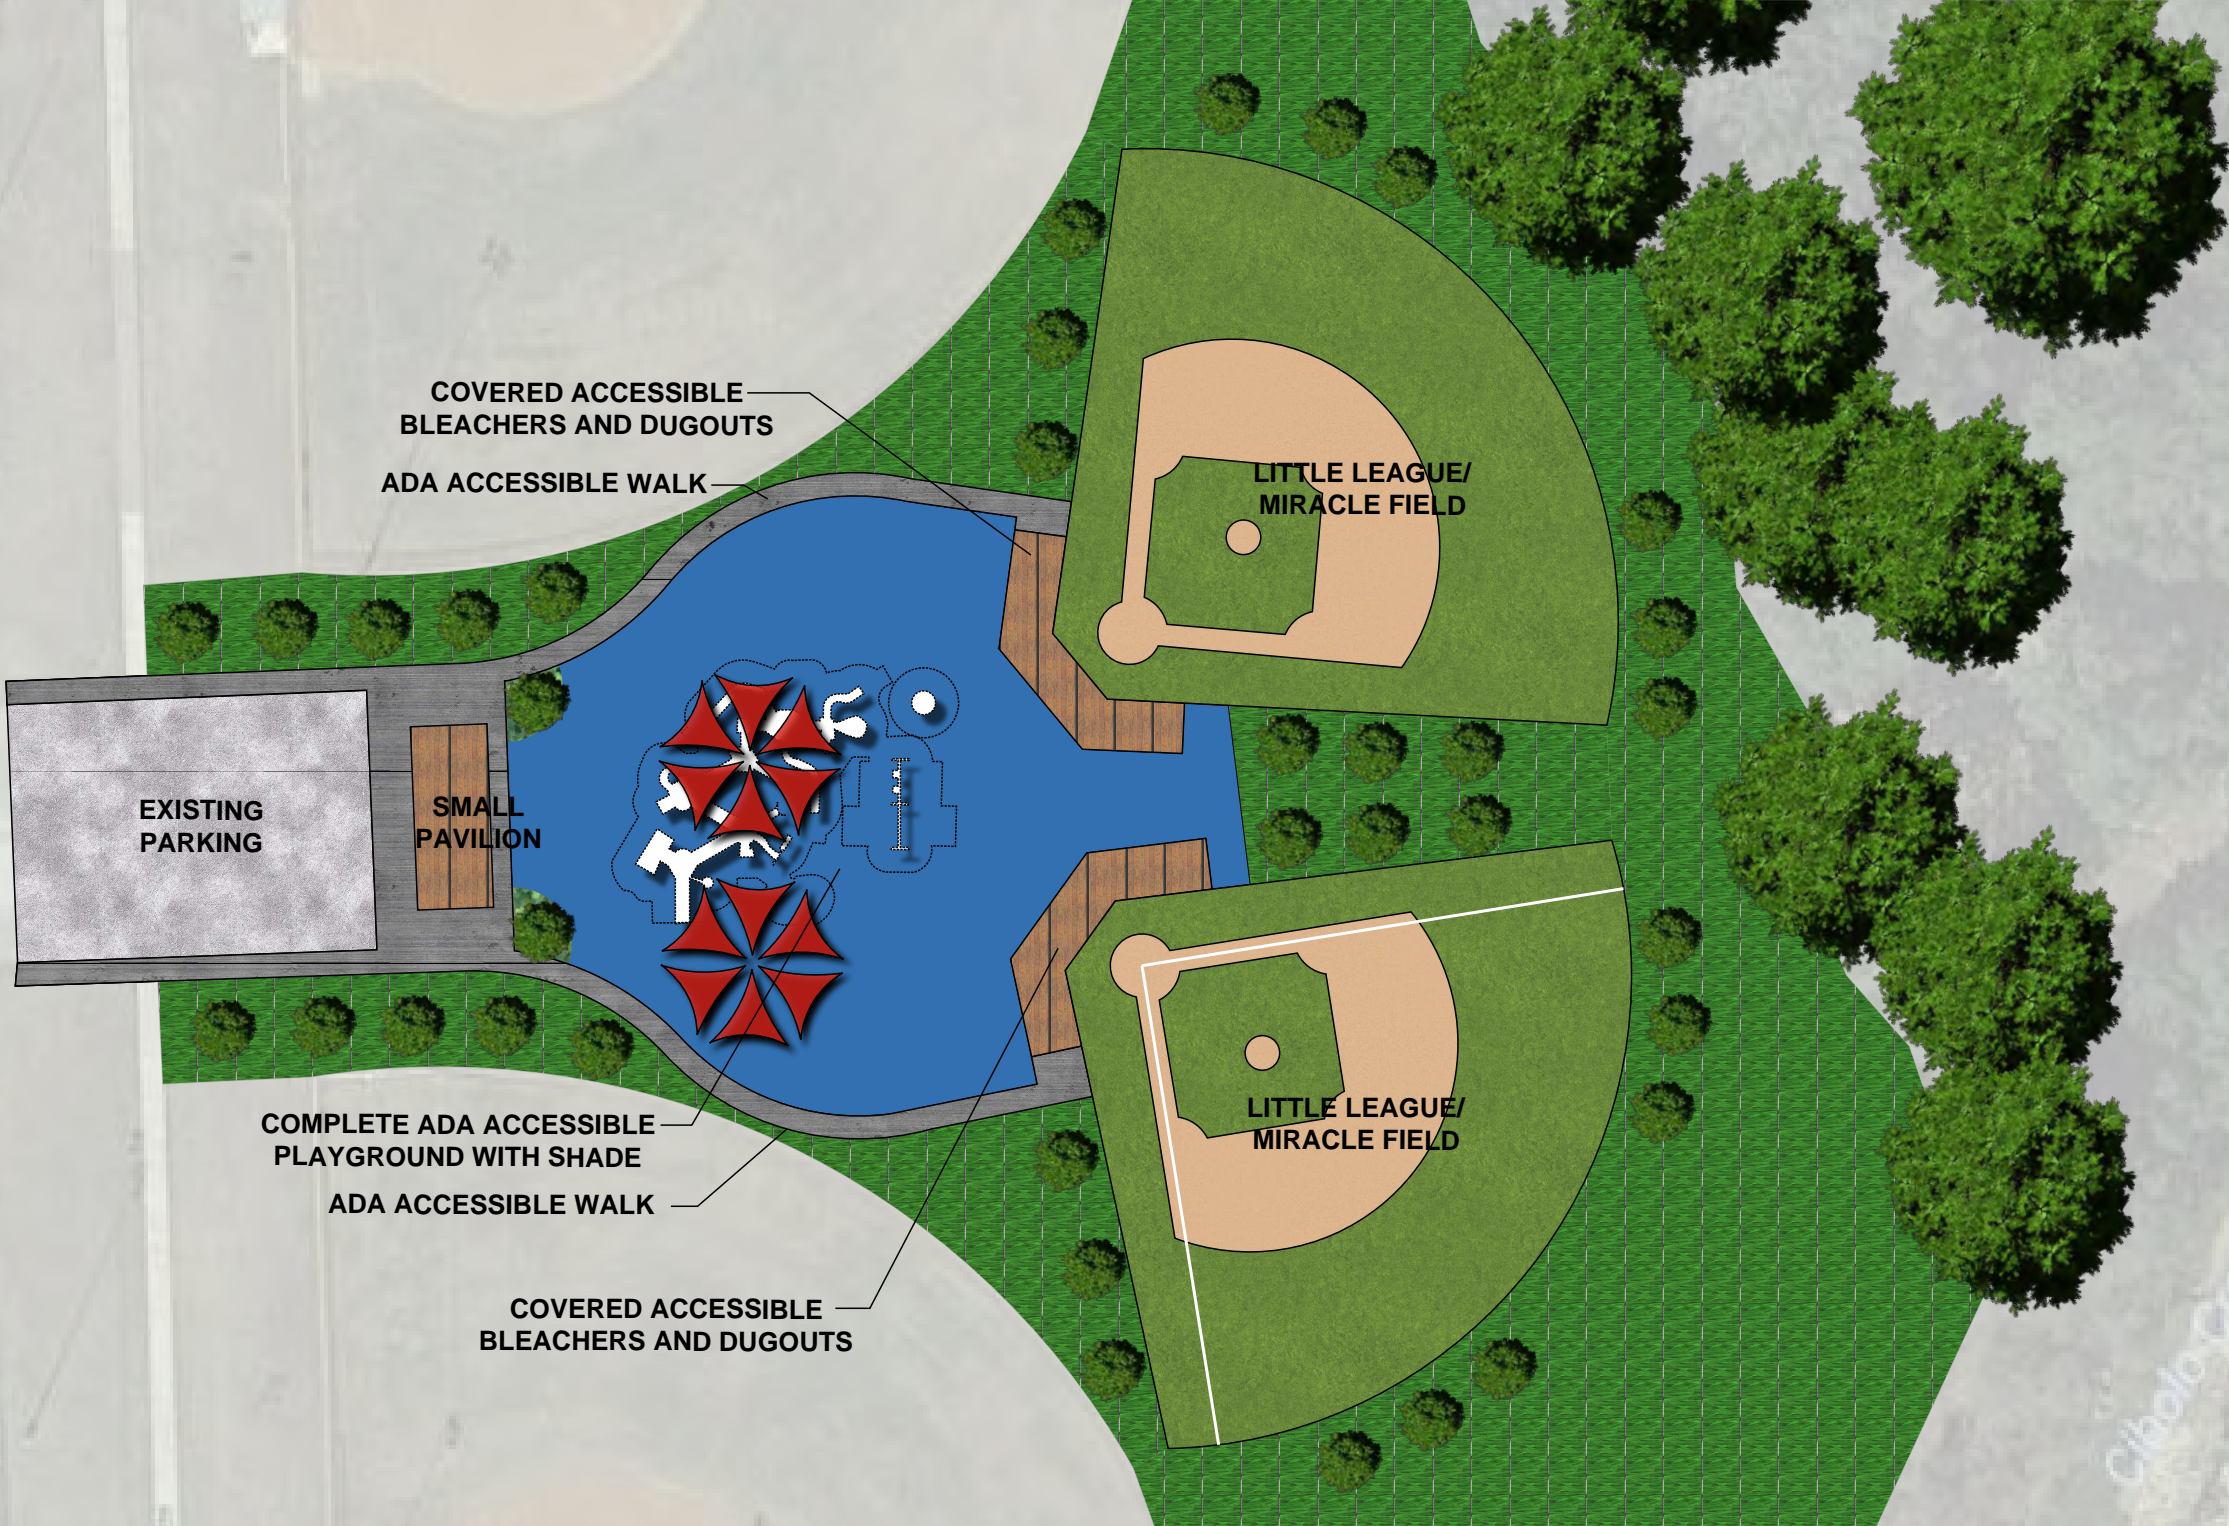 COVERED ACCESSIBLE
BLEACHERS AND DUGOUTS
ADA ACCESSIBLE WALK
LITTLE LEAGUE/
MIRACLE FIELD
EXISTING
PARKING
SMALL
PAVILION
COMPLETE ADA ACCESSIBLE
PLAYGROUND WITH SHADE
ADA ACCESSIBLE WALK
LITTLE LEAGUE/
MIRACLE FIELD
COVERED ACCESSIBLE
BLEACHERS AND DUGOUTS